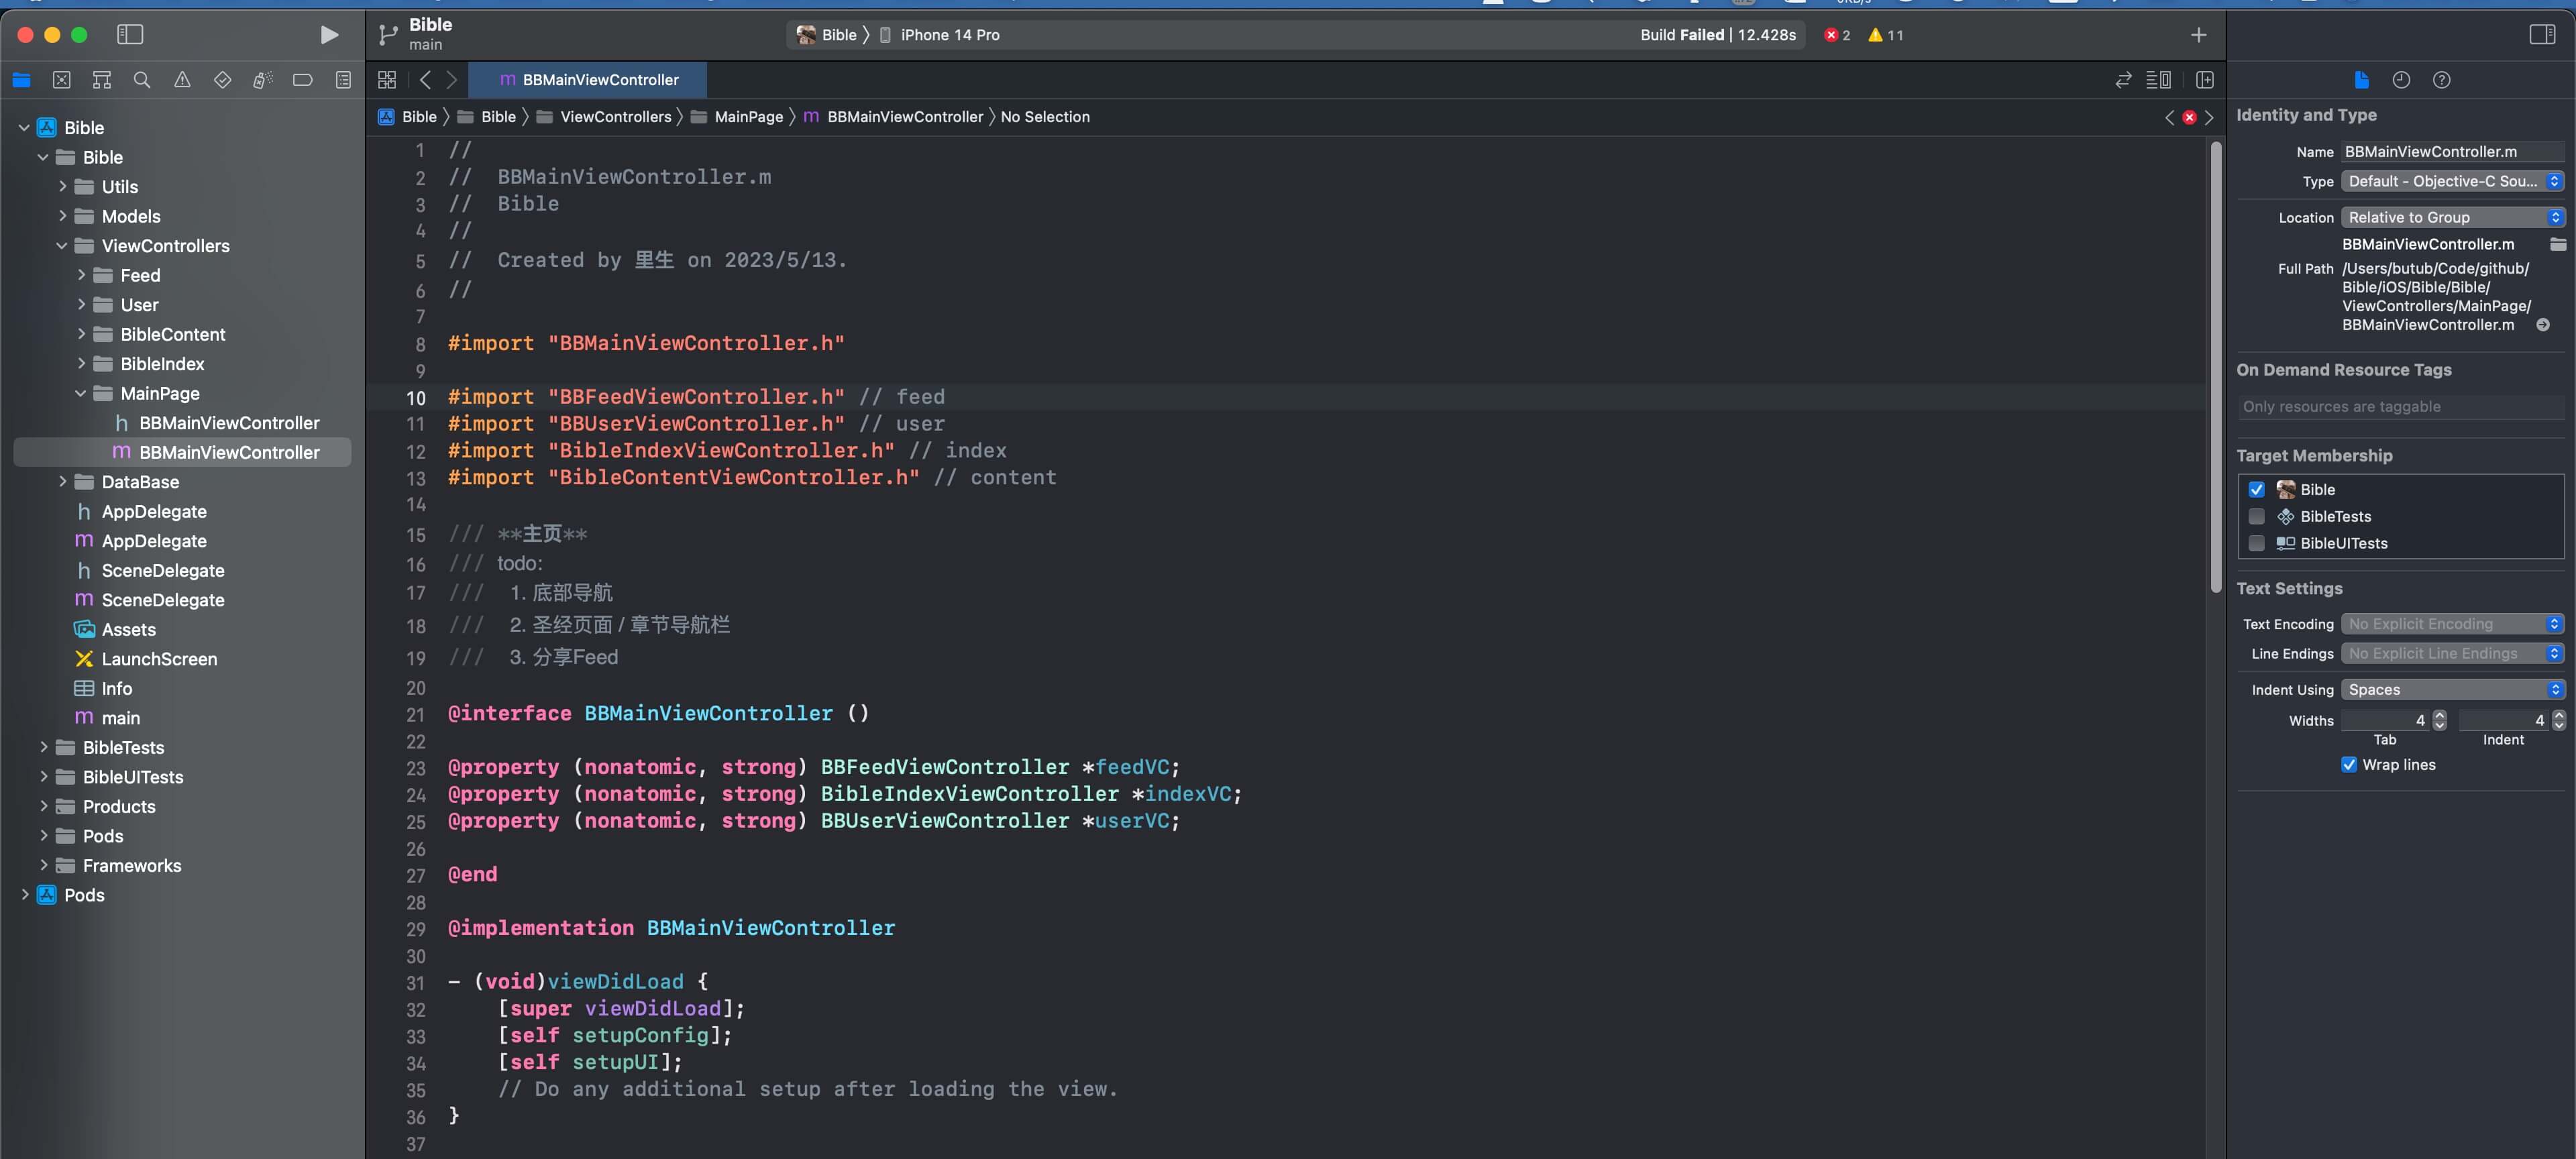 Bible
main
Bible
iPhone 14 Pro
Build Failed | 12.428s
2
11
BBMainViewController
Bible
Bible
ViewControllers
MainPage
BBMainViewController
No Selection
Bible
Bible
Utils
Models
ViewControllers
Feed
User
BibleContent
BibleIndex
MainPage
h BBMainViewController
m BBMainViewController
DataBase
h AppDelegate
m AppDelegate
h SceneDelegate
m SceneDelegate
Assets
LaunchScreen
Info
m main
BibleTests
BibleUITests
Products
Pods
Frameworks
Pods
1 //
2 //  BBMainViewController.m
3 //  Bible
4 //
5 //  Created by 里生 on 2023/5/13.
6 //
7
8 #import "BBMainViewController.h"
9
10 #import "BBFeedViewController.h" // feed
11 #import "BBUserViewController.h" // user
12 #import "BibleIndexViewController.h" // index
13 #import "BibleContentViewController.h" // content
14
15 /// **主页**
16 /// todo:
17 ///  1. 底部导航
18 ///  2. 圣经页面 / 章节导航栏
19 ///  3. 分享Feed
20
21 @interface BBMainViewController ()
22
23 @property (nonatomic, strong) BBFeedViewController *feedVC;
24 @property (nonatomic, strong) BibleIndexViewController *indexVC;
25 @property (nonatomic, strong) BBUserViewController *userVC;
26
27 @end
28
29 @implementation BBMainViewController
30
31 - (void)viewDidLoad {
32     [super viewDidLoad];
33     [self setupConfig];
34     [self setupUI];
35     // Do any additional setup after loading the view.
36 }
37
Identity and Type
Name BBMainViewController.m
Type Default - Objective-C Sou...
Location Relative to Group
BBMainViewController.m
Full Path /Users/butub/Code/github/
Bible/iOS/Bible/Bible/
ViewControllers/MainPage/
BBMainViewController.m
On Demand Resource Tags
Only resources are taggable
Target Membership
Bible
BibleTests
BibleUITests
Text Settings
Text Encoding No Explicit Encoding
Line Endings No Explicit Line Endings
Indent Using Spaces
Widths 4 4
Tab Indent
Wrap lines